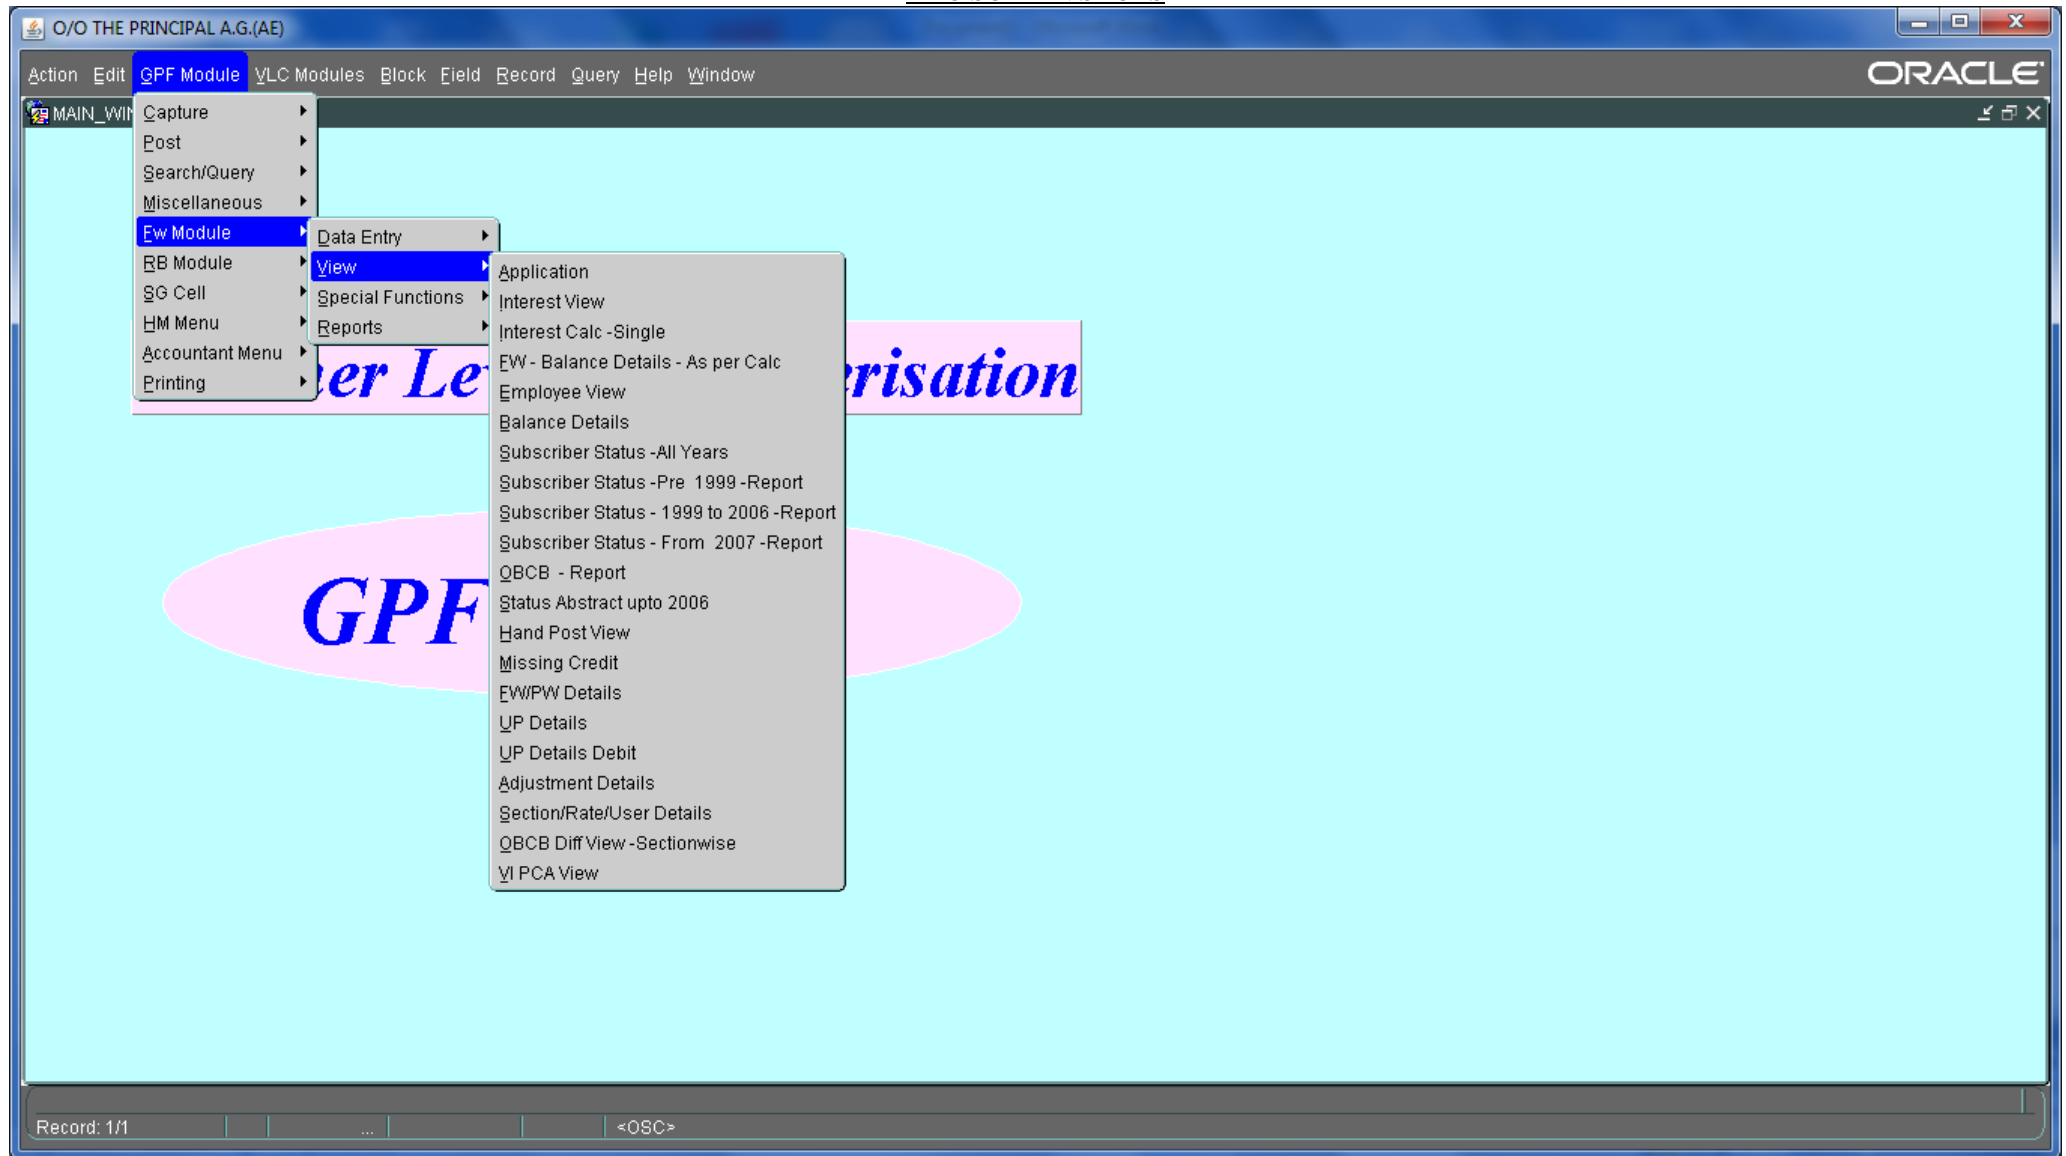 O/O THE PRINCIPAL A.G.(AE)
Action Edit GPF Module VLC Modules Block Field Record Query Help Window
ORACLE
Capture
Post
Search/Query
Miscellaneous
Fw Module
RB Module
SG Cell
HM Menu
Accountant Menu
Printing
Data Entry
View
Special Functions
Reports
Application
Interest View
Interest Calc -Single
FW - Balance Details - As per Calc
Employee View
Balance Details
Subscriber Status -All Years
Subscriber Status -Pre 1999 -Report
Subscriber Status - 1999 to 2006 -Report
Subscriber Status - From 2007 -Report
OBCB - Report
Status Abstract upto 2006
Hand Post View
Missing Credit
FW/PW Details
UP Details
UP Details Debit
Adjustment Details
Section/Rate/User Details
OBCB Diff View -Sectionwise
VI PCA View
GPF
Record: 1/1 ... <OSC>